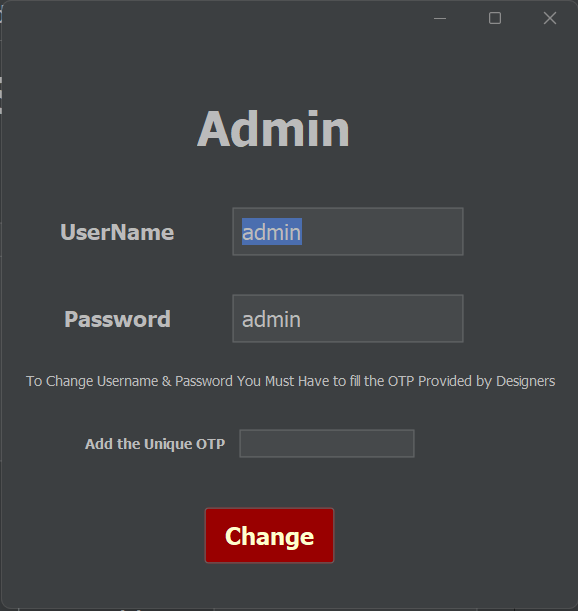 Admin
UserName admin
Password admin
To Change Username & Password You Must Have to fill the OTP Provided by Designers
Add the Unique OTP
Change